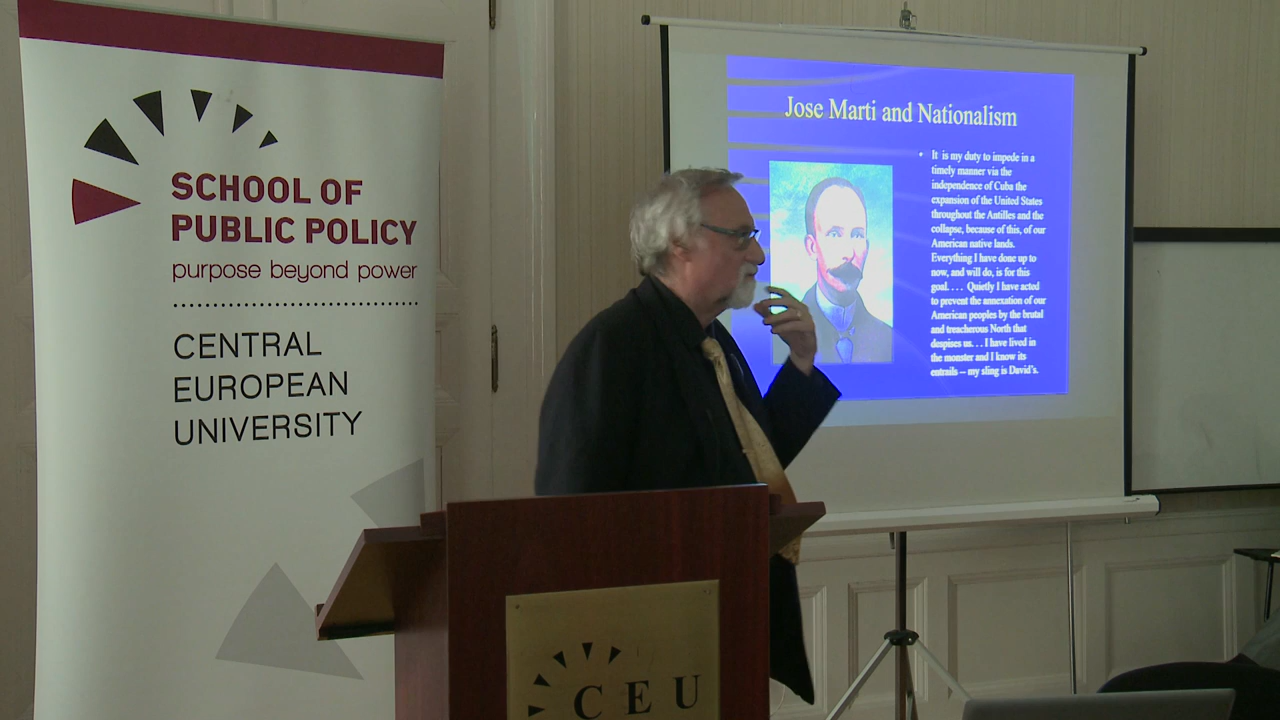 SCHOOL OF
PUBLIC POLICY
purpose beyond power
CENTRAL
EUROPEAN
UNIVERSITY
Jose Marti and Nationalism
• It is my duty to impede in a
timely manner via the
independence of Cuba the
expansion of the United States
throughout the Antilles and the
collapse, because of this, of our
American native lands.
Everything I have done up to
now, and will do, is for this
goal. . . . Quietly I have acted
to prevent the annexation of our
American peoples by the brutal
and treacherous North that
despises us. . . I have lived in
the monster and I know its
entrails – my sling is David's.
CEU